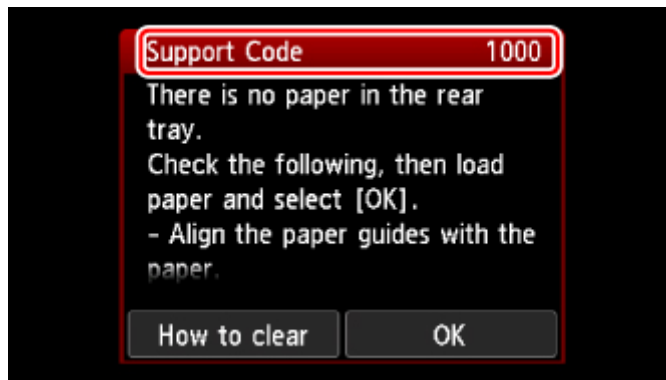 Support Code 1000
There is no paper in the rear
tray.
Check the following, then load
paper and select [OK].
- Align the paper guides with the
paper.
How to clear OK